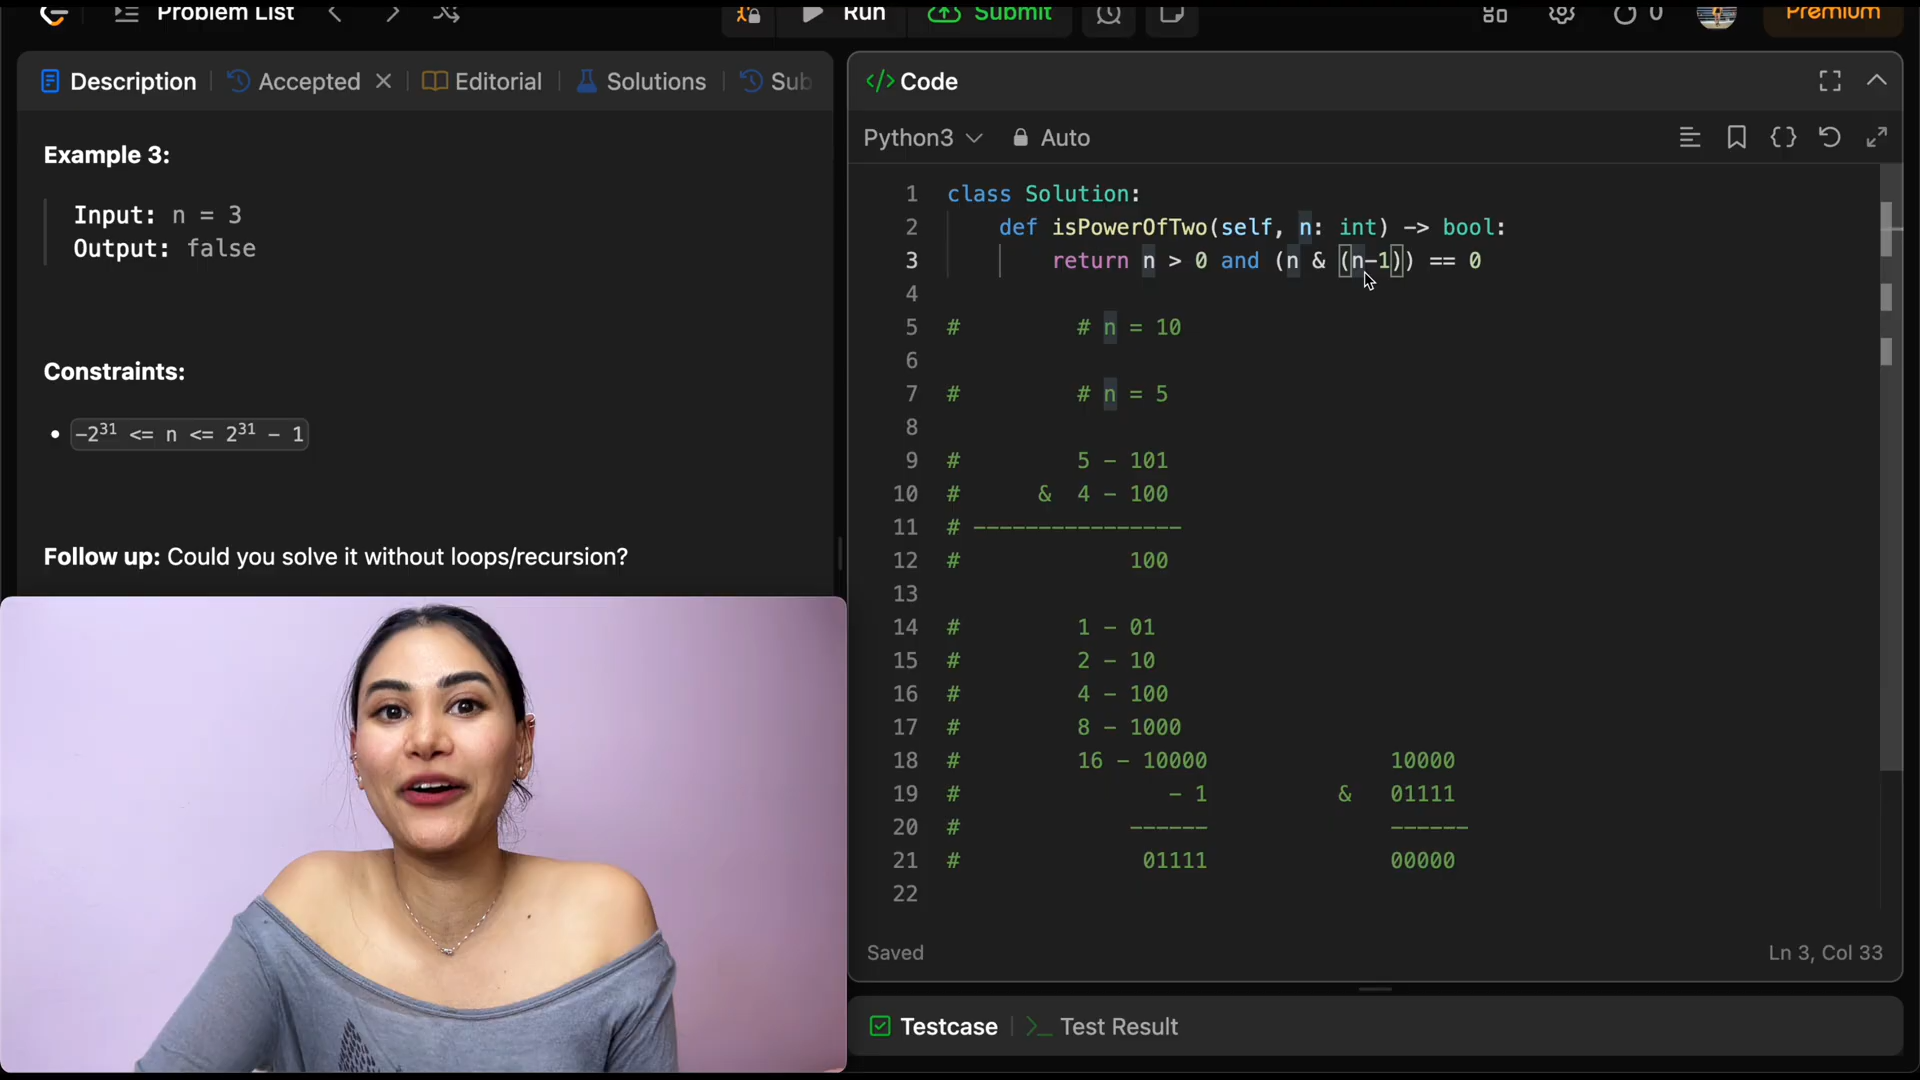 Problem List
Run
Submit
0
Premium
Description
Accepted
Editorial
Solutions
Sub
Example 3:
Input: n = 3
Output: false
Constraints:
-2³¹ <= n <= 2³¹ - 1
Follow up: Could you solve it without loops/recursion?
</> Code
Python3
Auto
1 class Solution:
2     def isPowerOfTwo(self, n: int) -> bool:
3         return n > 0 and (n & (n-1)) == 0
4
5 #         # n = 10
6
7 #         # n = 5
8
9 #         5 - 101
10 #      &  4 - 100
11 # ----------------
12 #             100
13
14 #         1 - 01
15 #         2 - 10
16 #         4 - 100
17 #         8 - 1000
18 #         16 - 10000              10000
19 #                - 1          &   01111
20 #             ------              ------
21 #              01111              00000
22
Saved
Ln 3, Col 33
Testcase
Test Result